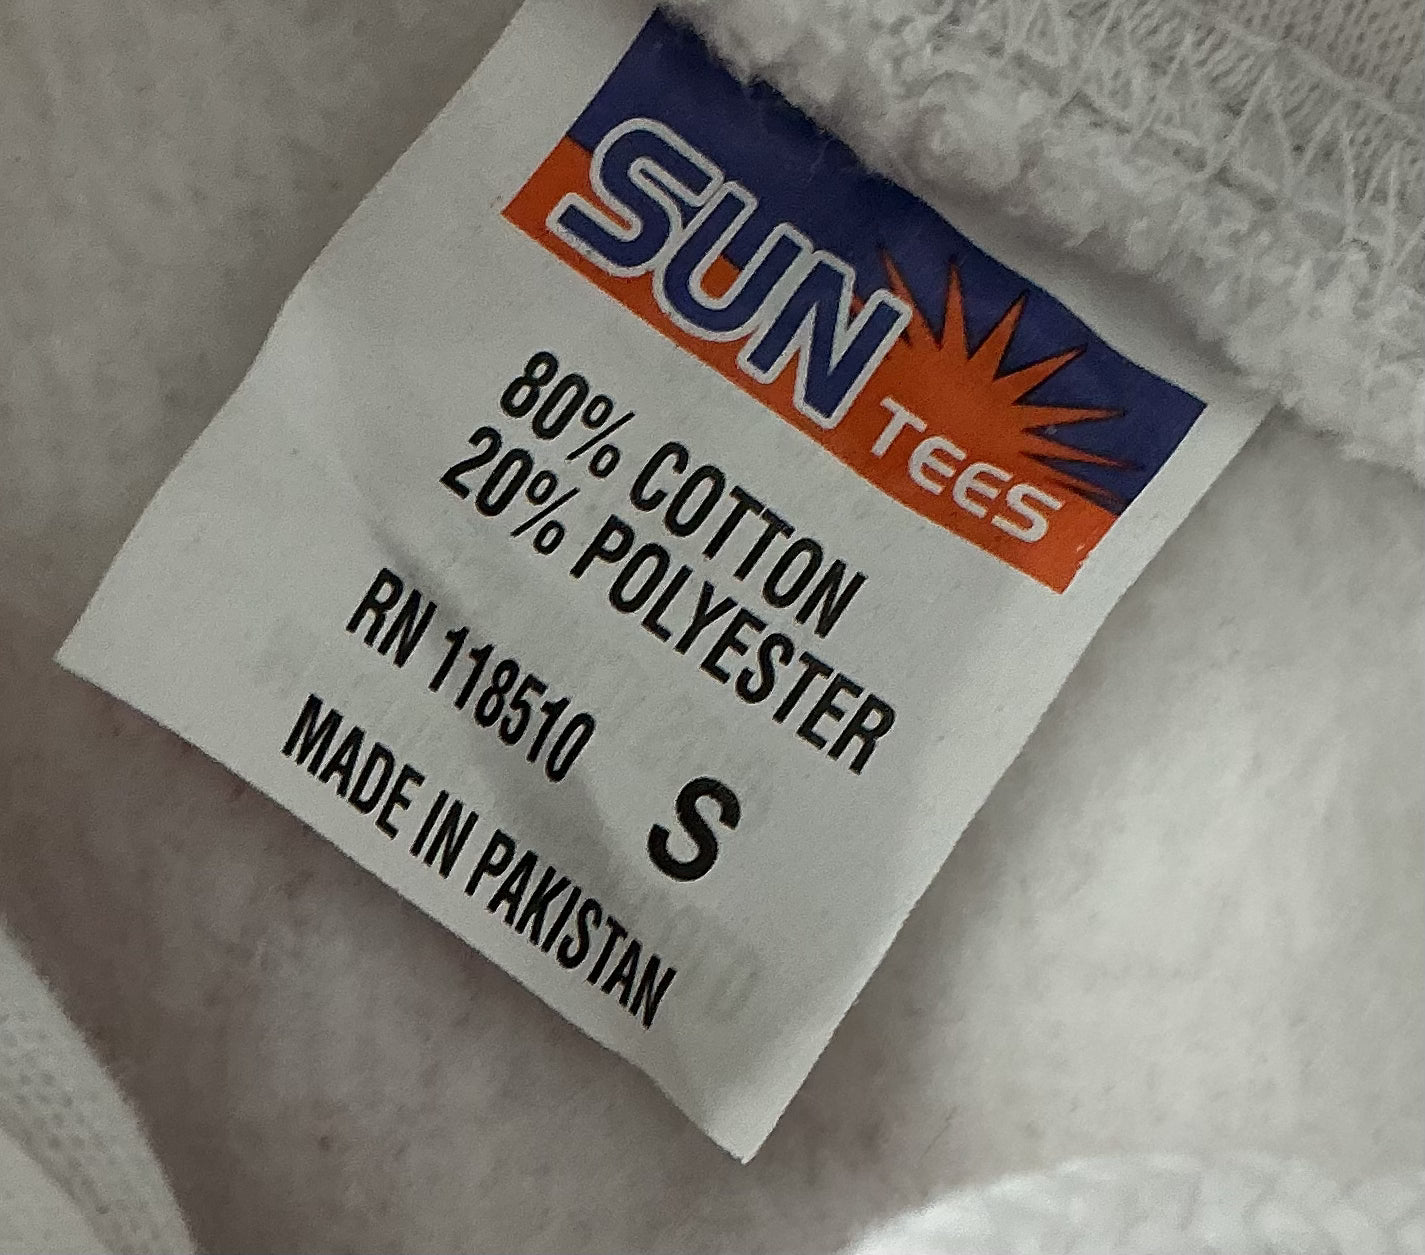 SUN
TEES
80% COTTON
20% POLYESTER
RN 118510
S
MADE IN PAKISTAN